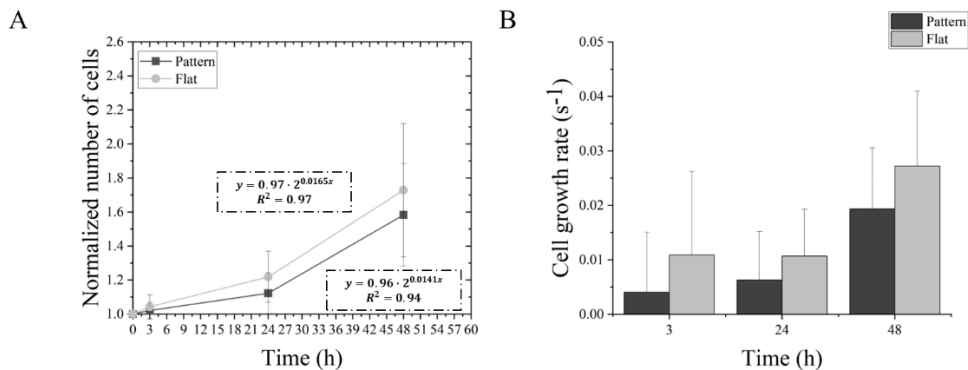 A
Normalized number of cells
2.6
2.4
2.2
2.0
1.8
1.6
1.4
1.2
1.0
Pattern
Flat
y = 0.97 · 2^0.0165x
R² = 0.97
y = 0.96 · 2^0.0141x
R² = 0.94
0 3 6 9 12 15 18 21 24 27 30 33 36 39 42 45 48 51 54 57 60
Time (h)
B
Pattern
Flat
Cell growth rate (s⁻¹)
0.05
0.04
0.03
0.02
0.01
0.00
3 24 48
Time (h)